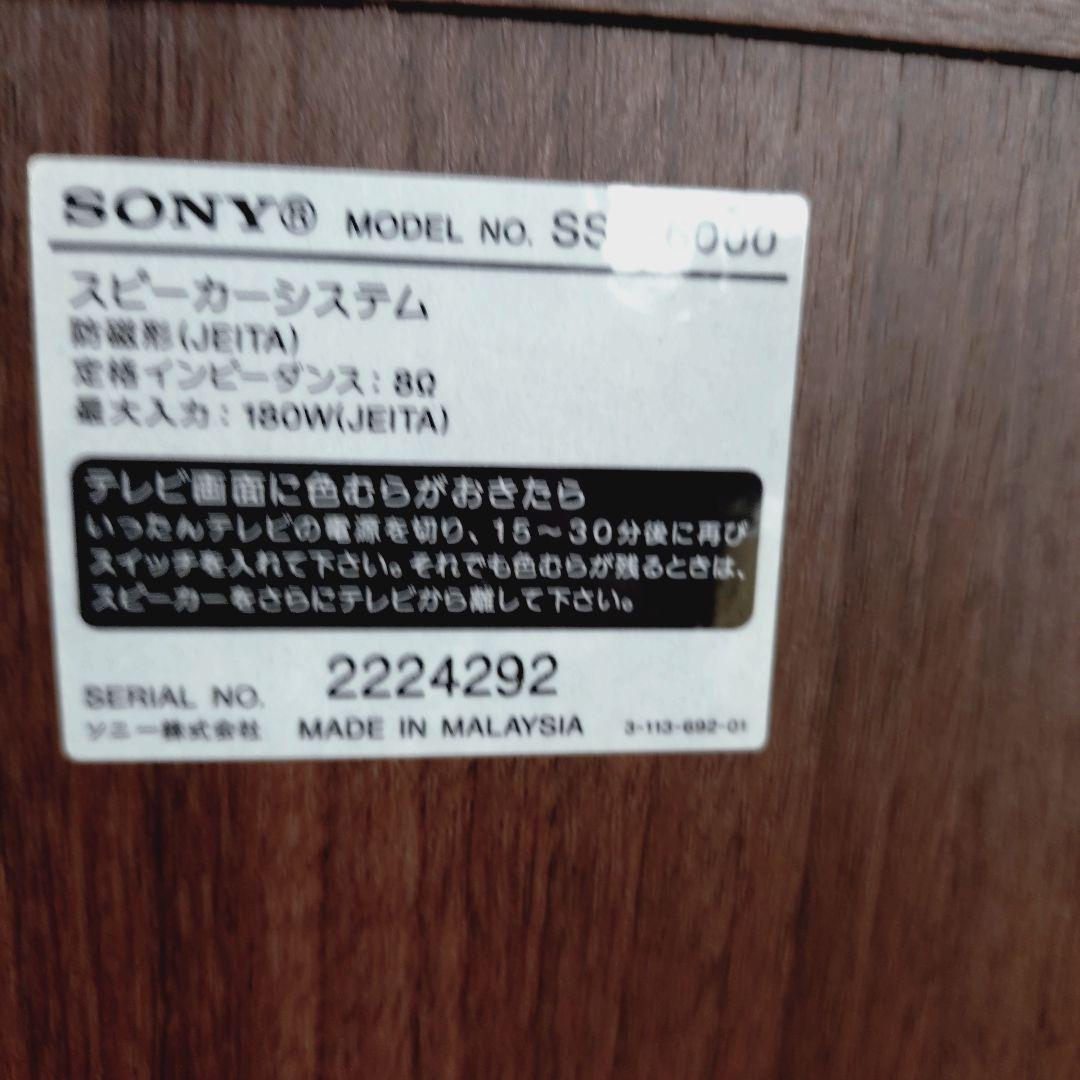 SONY® MODEL NO.
スピーカーシステム
防磁形(JEITA)
定格インピーダンス：8Ω
最大入力：180W(JEITA)
テレビ画面に色むらがおきたら
いったんテレビの電源を切り、15～30分後に再び
スイッチを入れて下さい。それでも色むらが残るときは、
スピーカーをさらにテレビから離して下さい。
SERIAL NO. 2224292
ソニー株式会社 MADE IN MALAYSIA 3-113-692-01